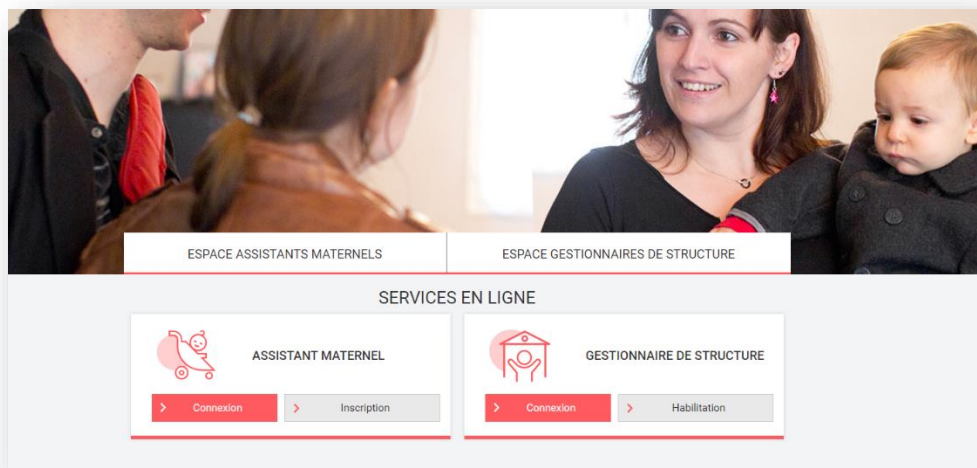 ESPACE ASSISTANTS MATERNELS
ESPACE GESTIONNAIRES DE STRUCTURE
SERVICES EN LIGNE
ASSISTANT MATERNEL
Connexion
Inscription
GESTIONNAIRE DE STRUCTURE
Connexion
Habilitation